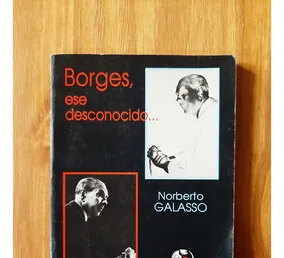 Borges,
ese
desconocido...
Norberto
GALASSO